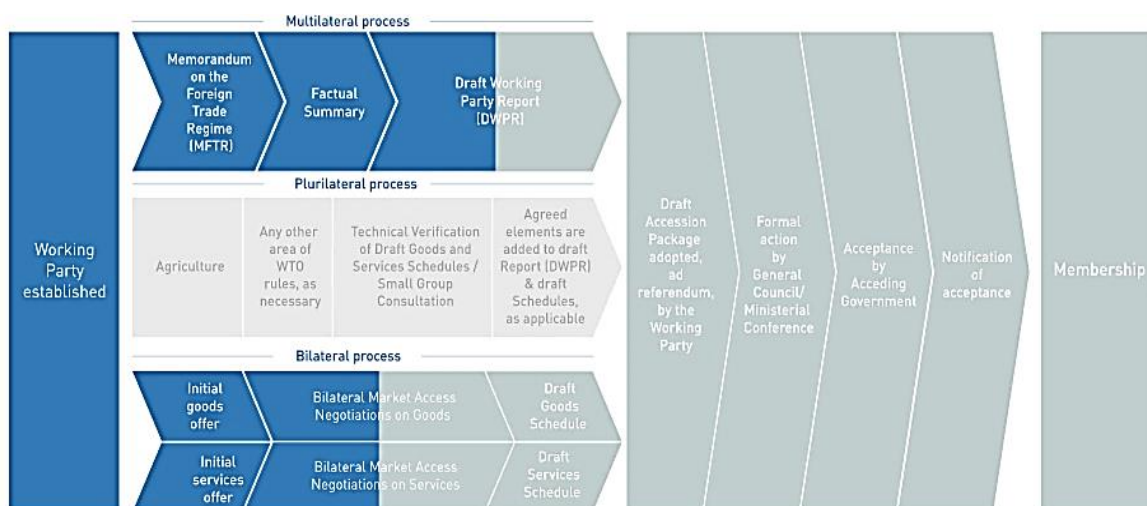 Multilateral process
Working
Party
established
Memorandum
on the
Foreign
Trade
Regime
(MFTR)
Factual
Summary
Draft Working
Party Report
(DWPR)
Plurilateral process
Agriculture
Any other
area of
WTO
rules, as
necessary
Technical Verification
of Draft Goods and
Services Schedules /
Small Group
Consultation
Agreed
elements are
added to draft
Report (DWPR)
& draft
Schedules,
as applicable
Bilateral process
Initial
goods
offer
Bilateral Market Access
Negotiations on Goods
Draft
Goods
Schedule
Initial
services
offer
Bilateral Market Access
Negotiations on Services
Draft
Services
Schedule
Draft
Accession
Package
adopted,
ad
referendum,
by the
Working
Party
Formal
action
by
General
Council/
Ministerial
Conference
Acceptance
by
Acceding
Government
Notification
of
acceptance
Membership